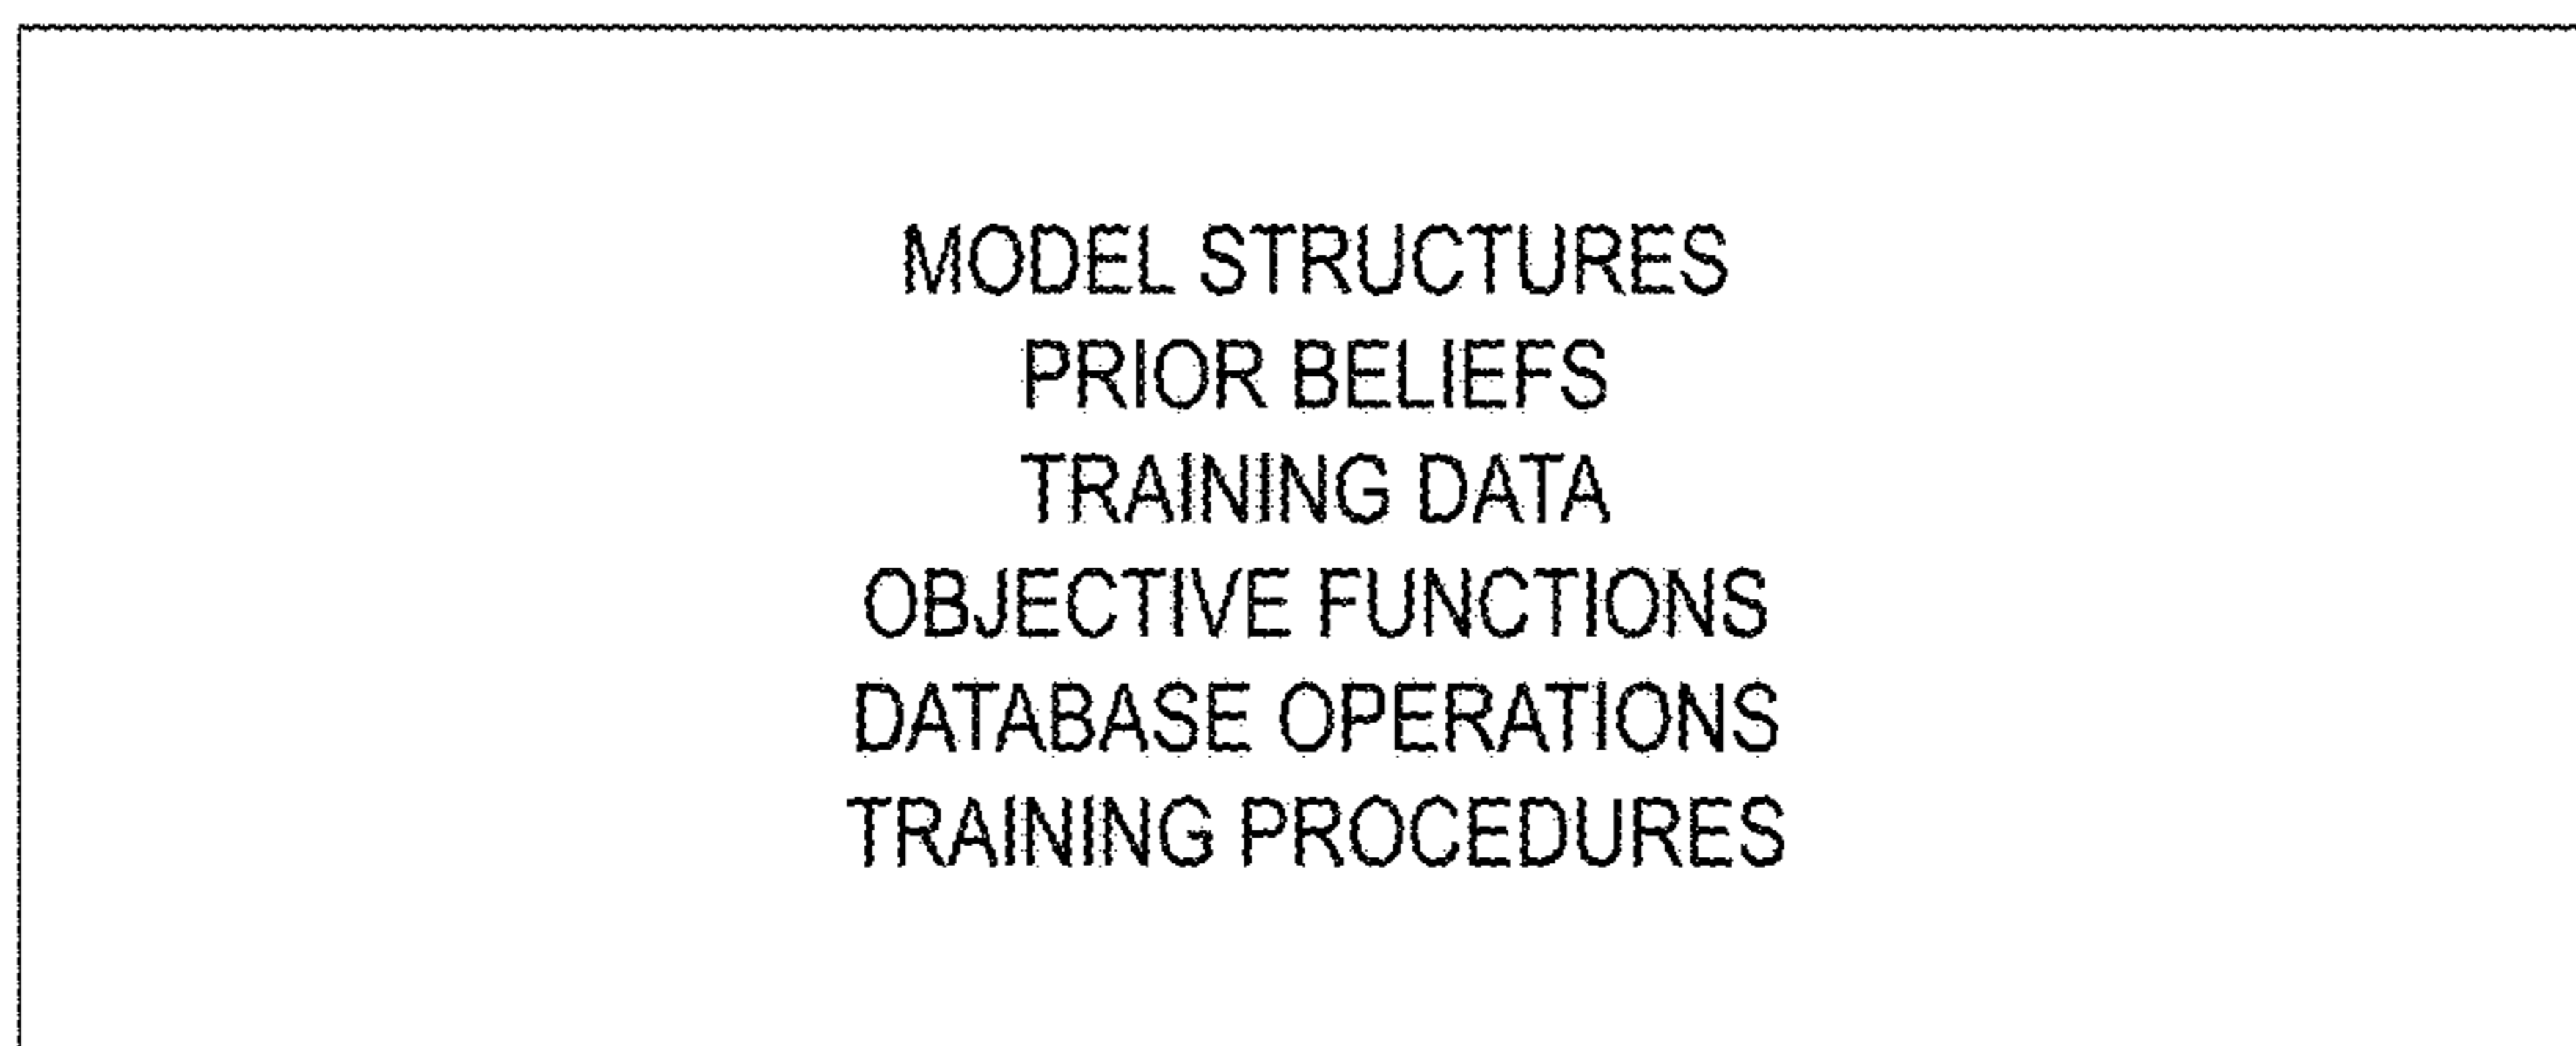 MODEL STRUCTURES
PRIOR BELIEFS
TRAINING DATA
OBJECTIVE FUNCTIONS
DATABASE OPERATIONS
TRAINING PROCEDURES